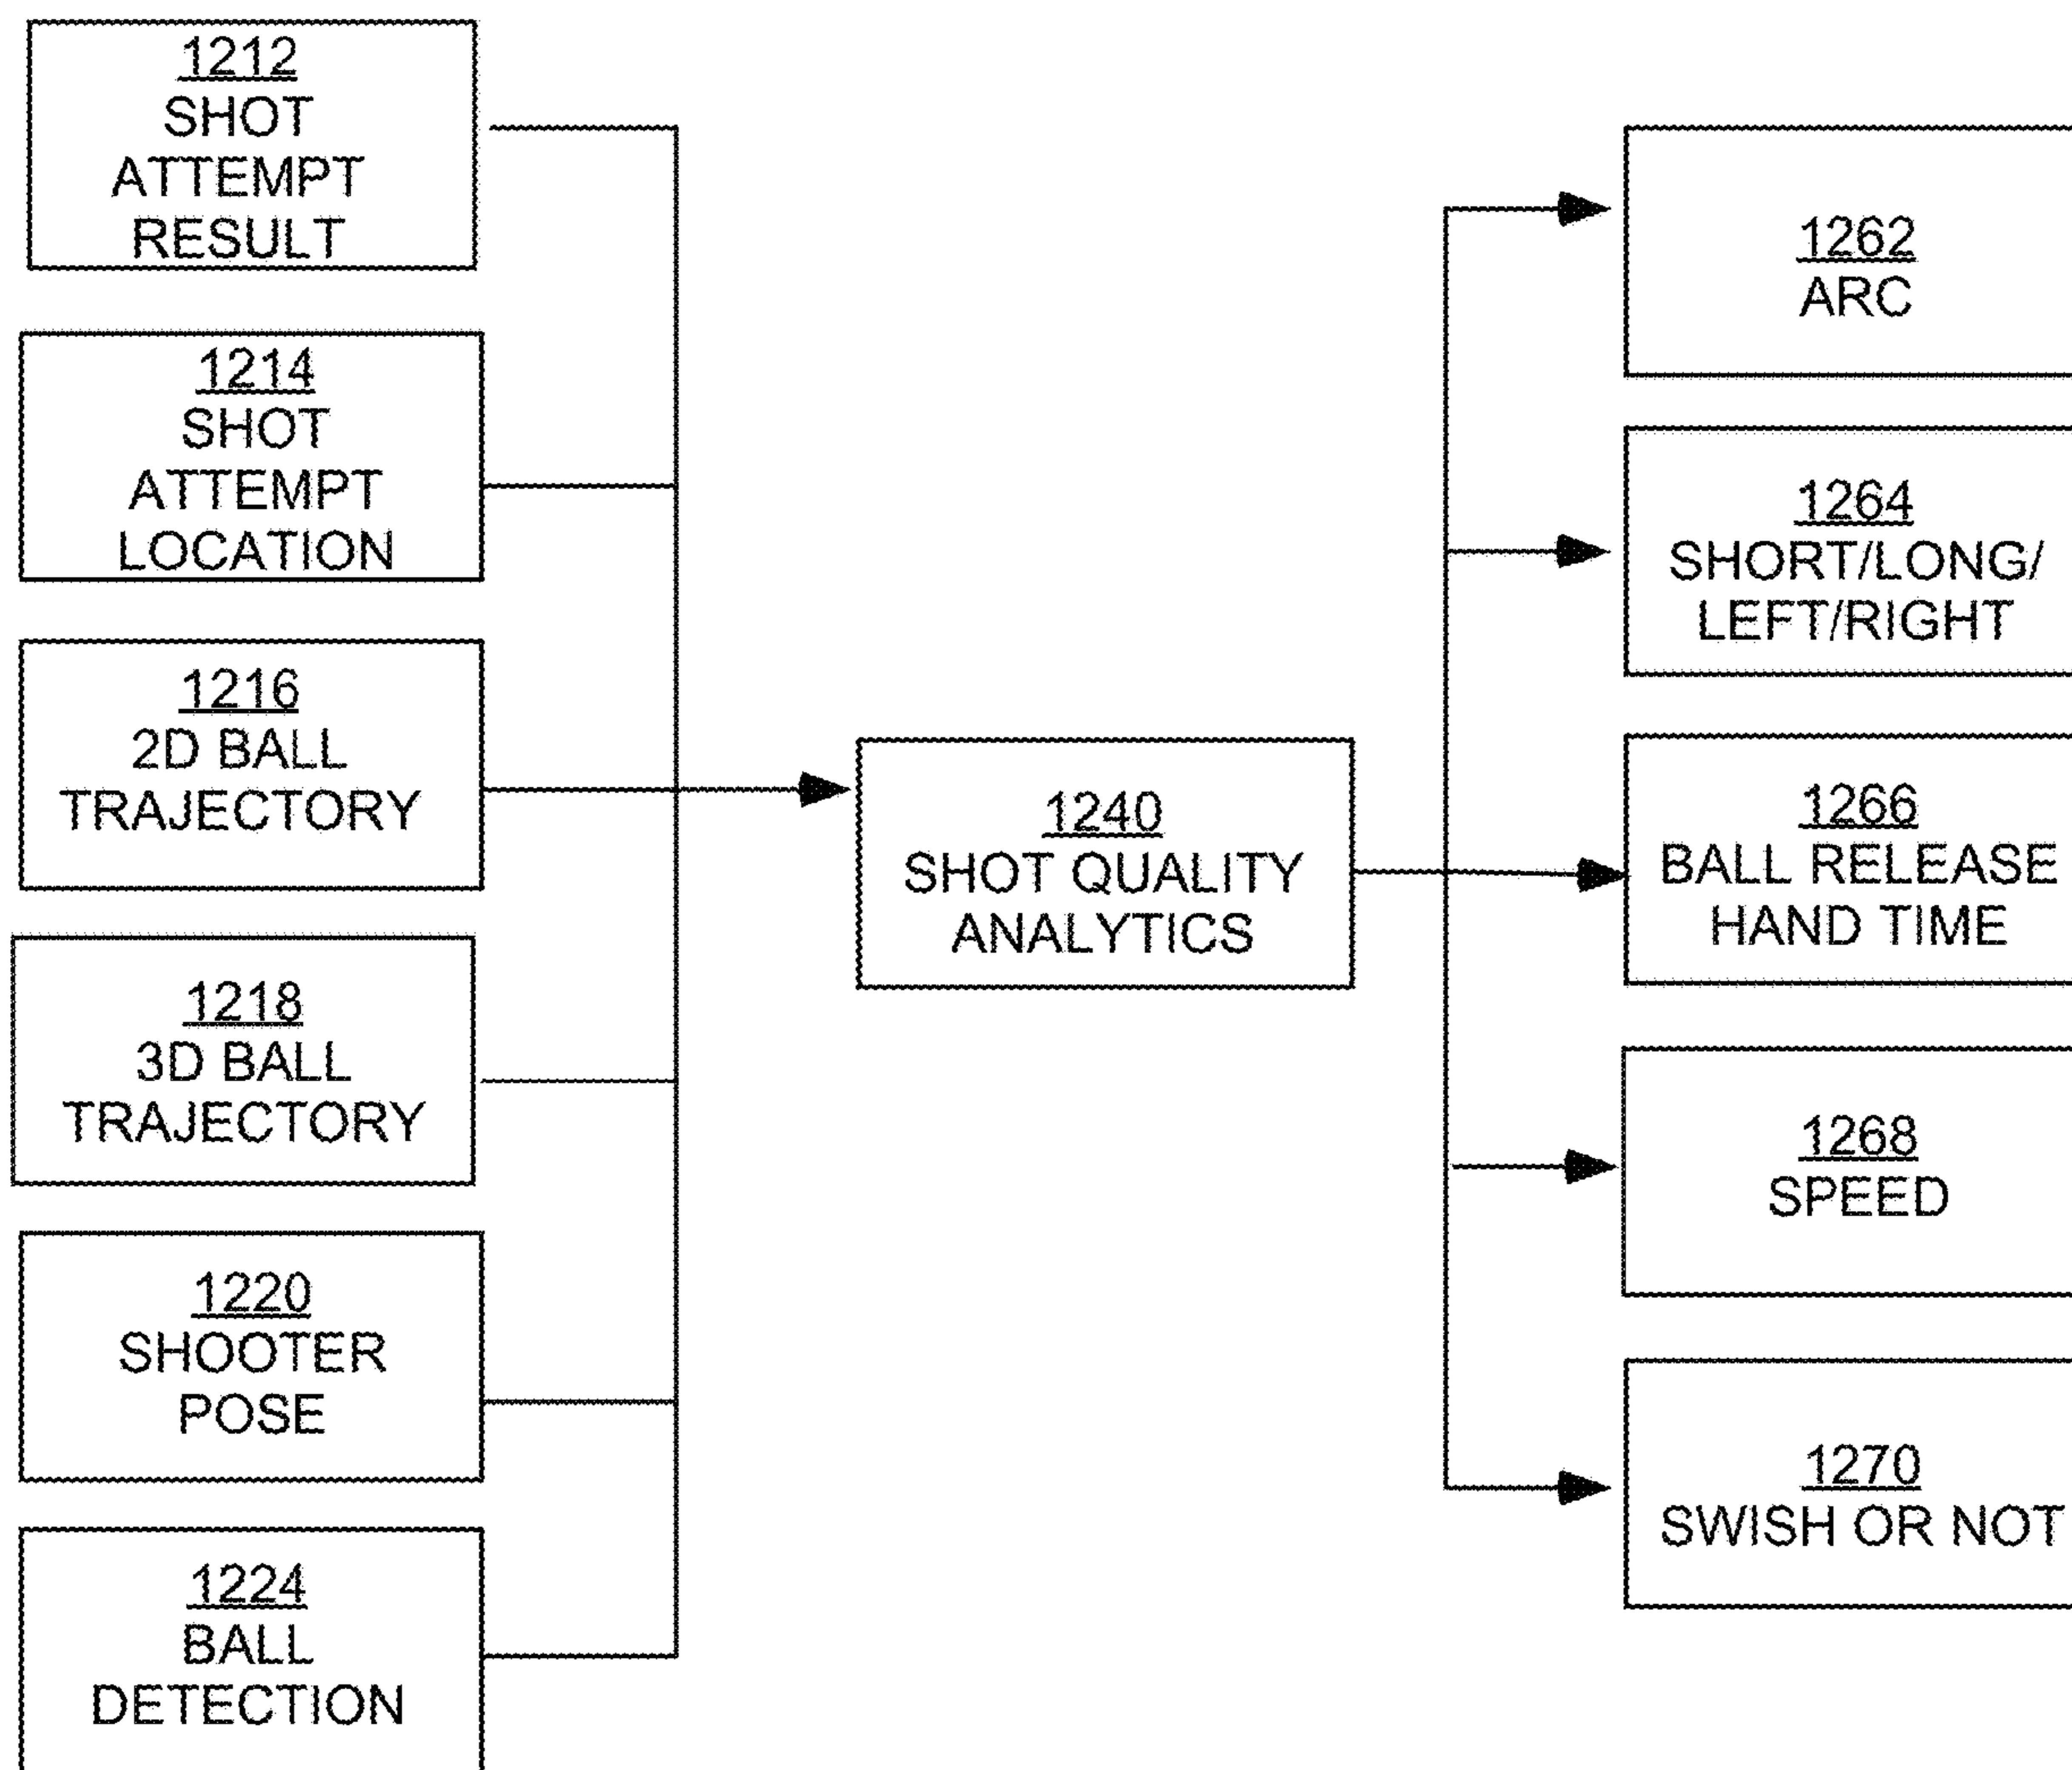 1212
SHOT
ATTEMPT
RESULT
1214
SHOT
ATTEMPT
LOCATION
1216
2D BALL
TRAJECTORY
1218
3D BALL
TRAJECTORY
1220
SHOOTER
POSE
1224
BALL
DETECTION
1240
SHOT QUALITY
ANALYTICS
1262
ARC
1264
SHORT/LONG/
LEFT/RIGHT
1266
BALL RELEASE
HAND TIME
1268
SPEED
1270
SWISH OR NOT